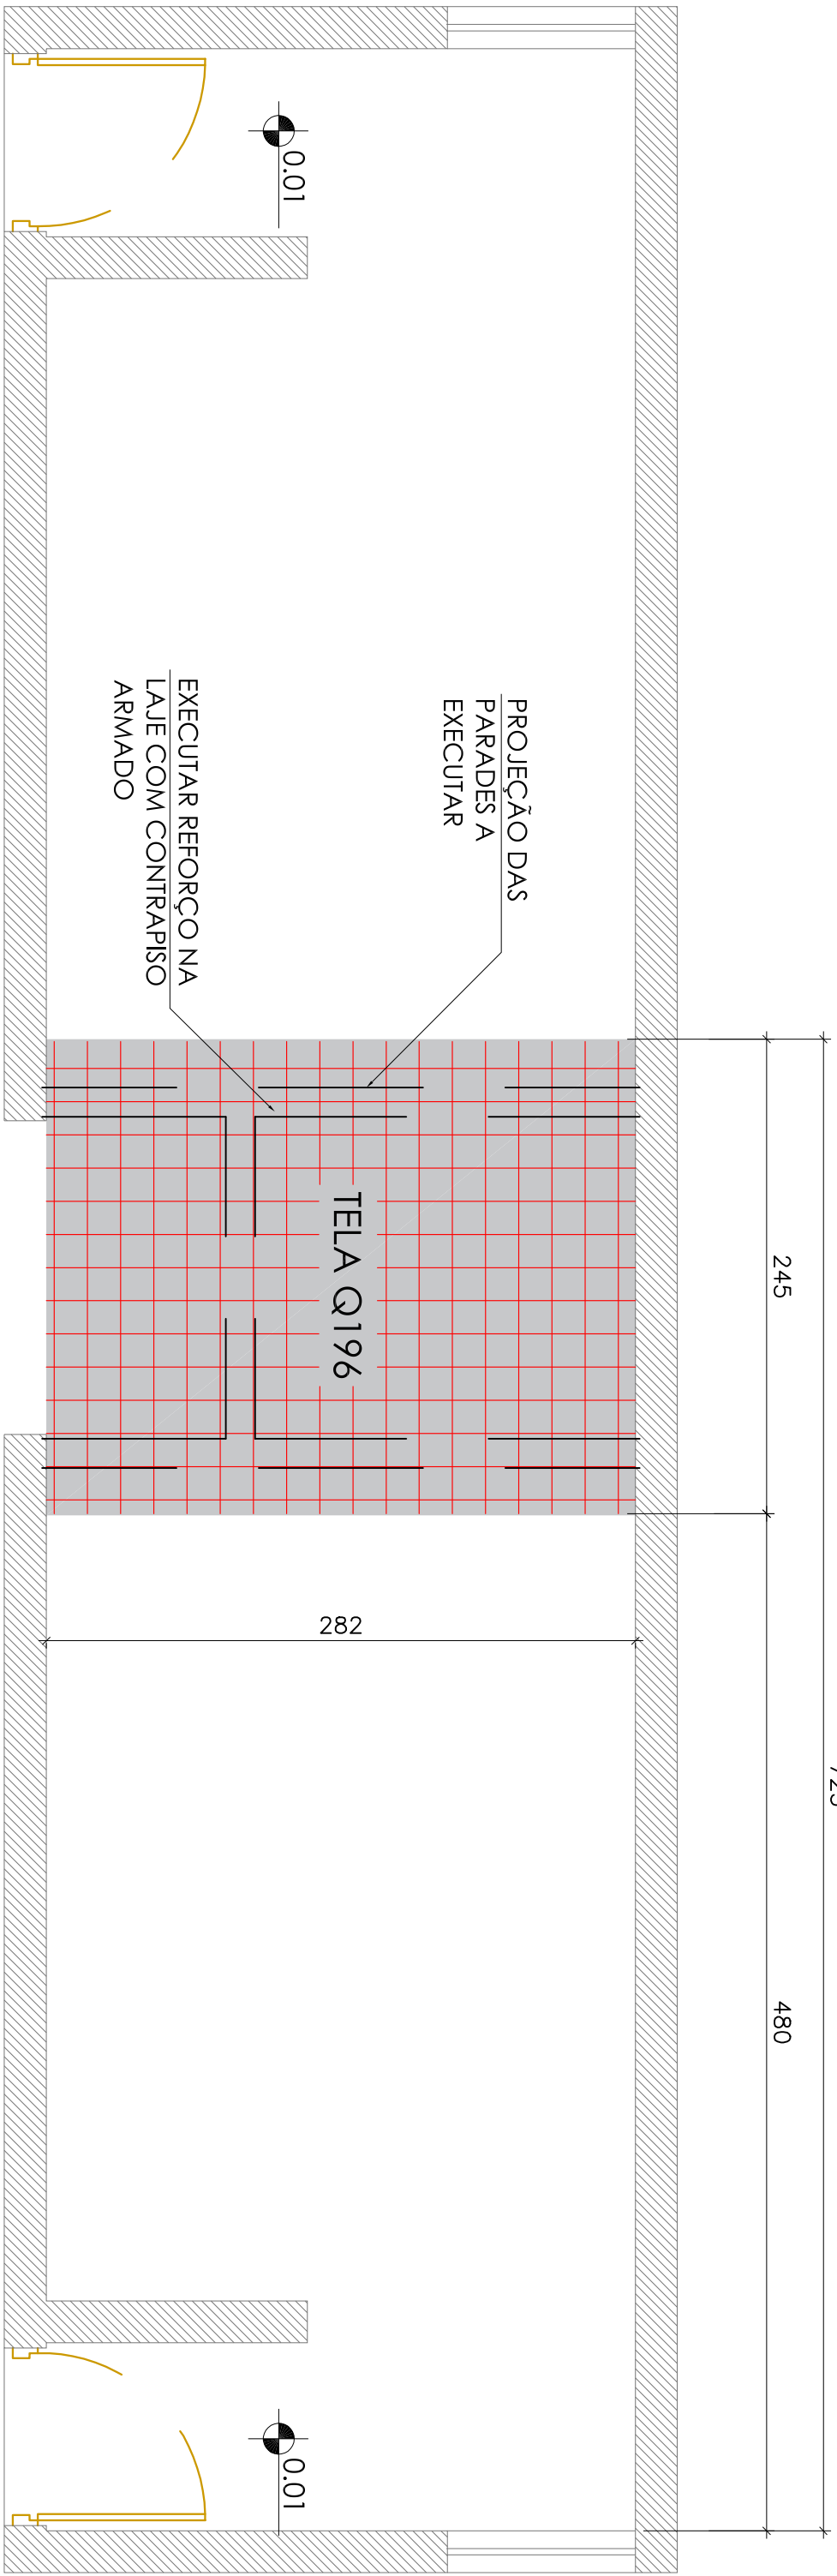 0.01
PROJEÇÃO DAS
PARADES A
EXECUTAR
EXECUTAR REFORÇO NA
LAJE COM CONTRAPISO
ARMADO
TELA Q196
245
480
282
0.01